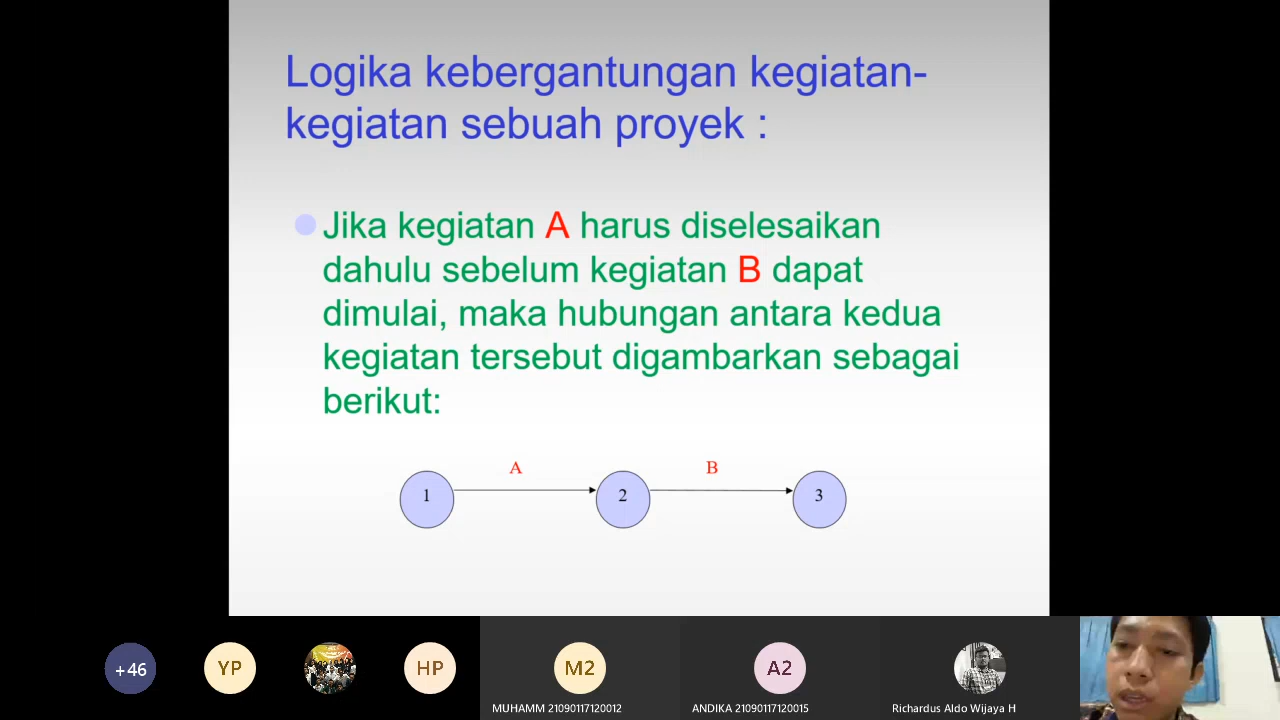 Logika kebergantungan kegiatan-
kegiatan sebuah proyek :
Jika kegiatan A harus diselesaikan
dahulu sebelum kegiatan B dapat
dimulai, maka hubungan antara kedua
kegiatan tersebut digambarkan sebagai
berikut:
A B
1 2 3
+46 YP HP M2 A2
MUHAMM 21090117120012 ANDIKA 21090117120015 Richardus Aldo Wijaya H